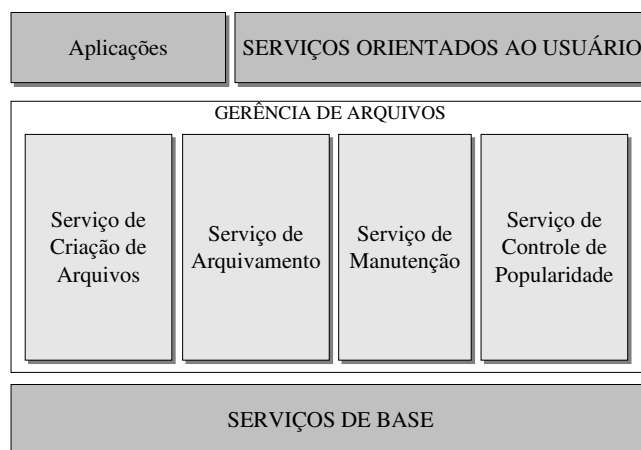 Aplicações
SERVIÇOS ORIENTADOS AO USUÁRIO
GERÊNCIA DE ARQUIVOS
Serviço de
Criação de
Arquivos
Serviço de
Arquivamento
Serviço de
Manutenção
Serviço de
Controle de
Popularidade
SERVIÇOS DE BASE